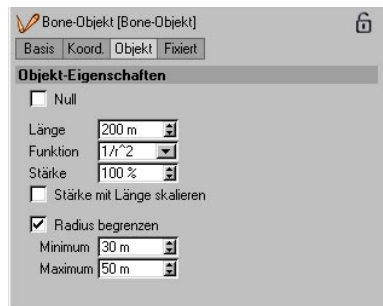 Bone-Objekt [Bone-Objekt]
Basis Koord. Objekt Fixiert
Objekt-Eigenschaften
Null
Länge 200 m
Funktion 1/r^2
Stärke 100 %
Stärke mit Länge skalieren
Radius begrenzen
Minimum 30 m
Maximum 50 m